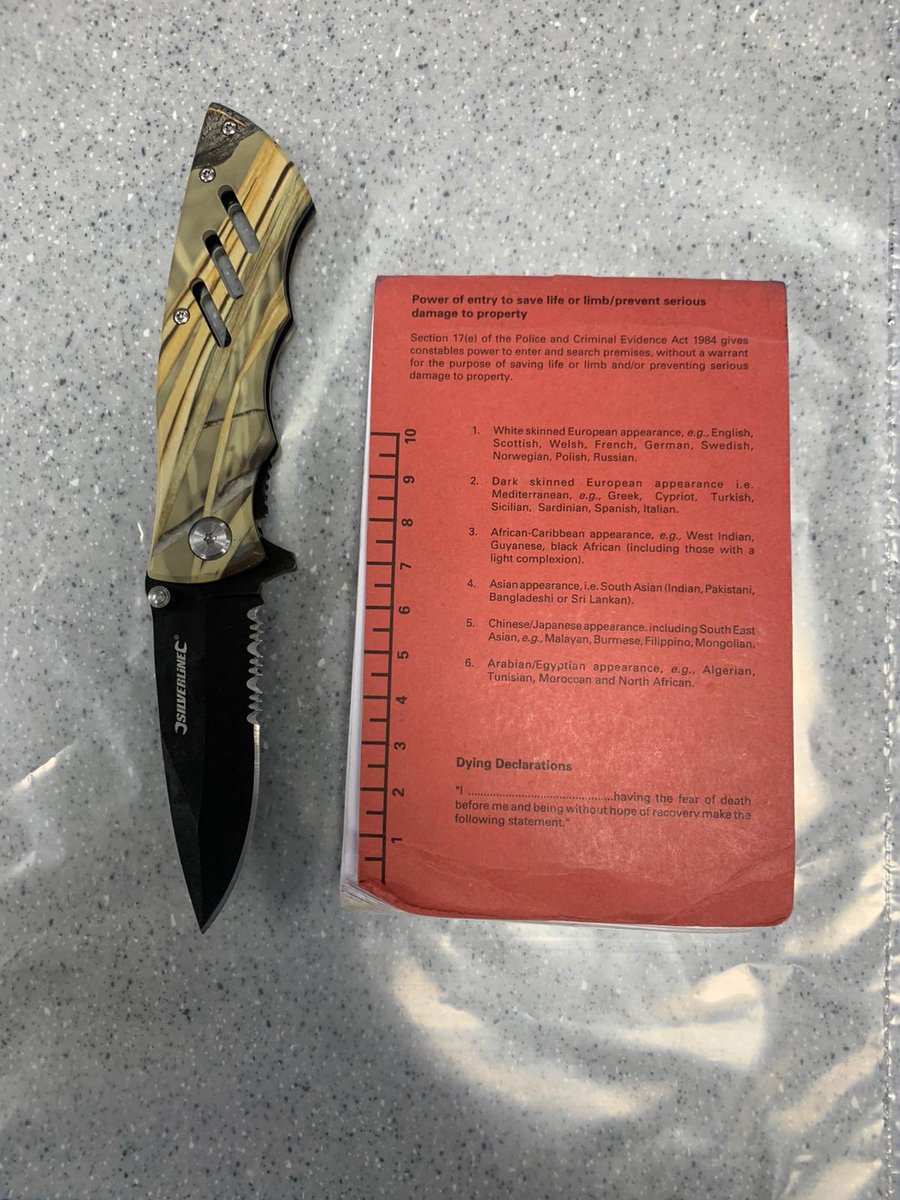 SILVERLINE®
Power of entry to save life or limb/prevent serious
damage to property
Section 17(e) of the Police and Criminal Evidence Act 1984 gives
constables power to enter and search premises, without a warrant
for the purpose of saving life or limb and/or preventing serious
damage to property.
1. White skinned European appearance, e.g., English,
Scottish, Welsh, French, German, Swedish,
Norwegian, Polish, Russian.
2. Dark skinned European appearance i.e.
Mediterranean, e.g., Greek, Cypriot, Turkish,
Sicilian, Sardinian, Spanish, Italian.
3. African-Caribbean appearance, e.g., West Indian,
Guyanese, black African (including those with a
light complexion).
4. Asian appearance, i.e. South Asian (Indian, Pakistani,
Bangladeshi or Sri Lankan).
5. Chinese/Japanese appearance. including South East
Asian, e.g., Malayan, Burmese, Filippino, Mongolian.
6. Arabian/Egyptian appearance, e.g., Algerian,
Tunisian, Moroccan and North African.
10
9
8
7
6
5
4
3
2
1
Dying Declarations
"I ................................................having the fear of death
before me and being without hope of recovery make the
following statement."